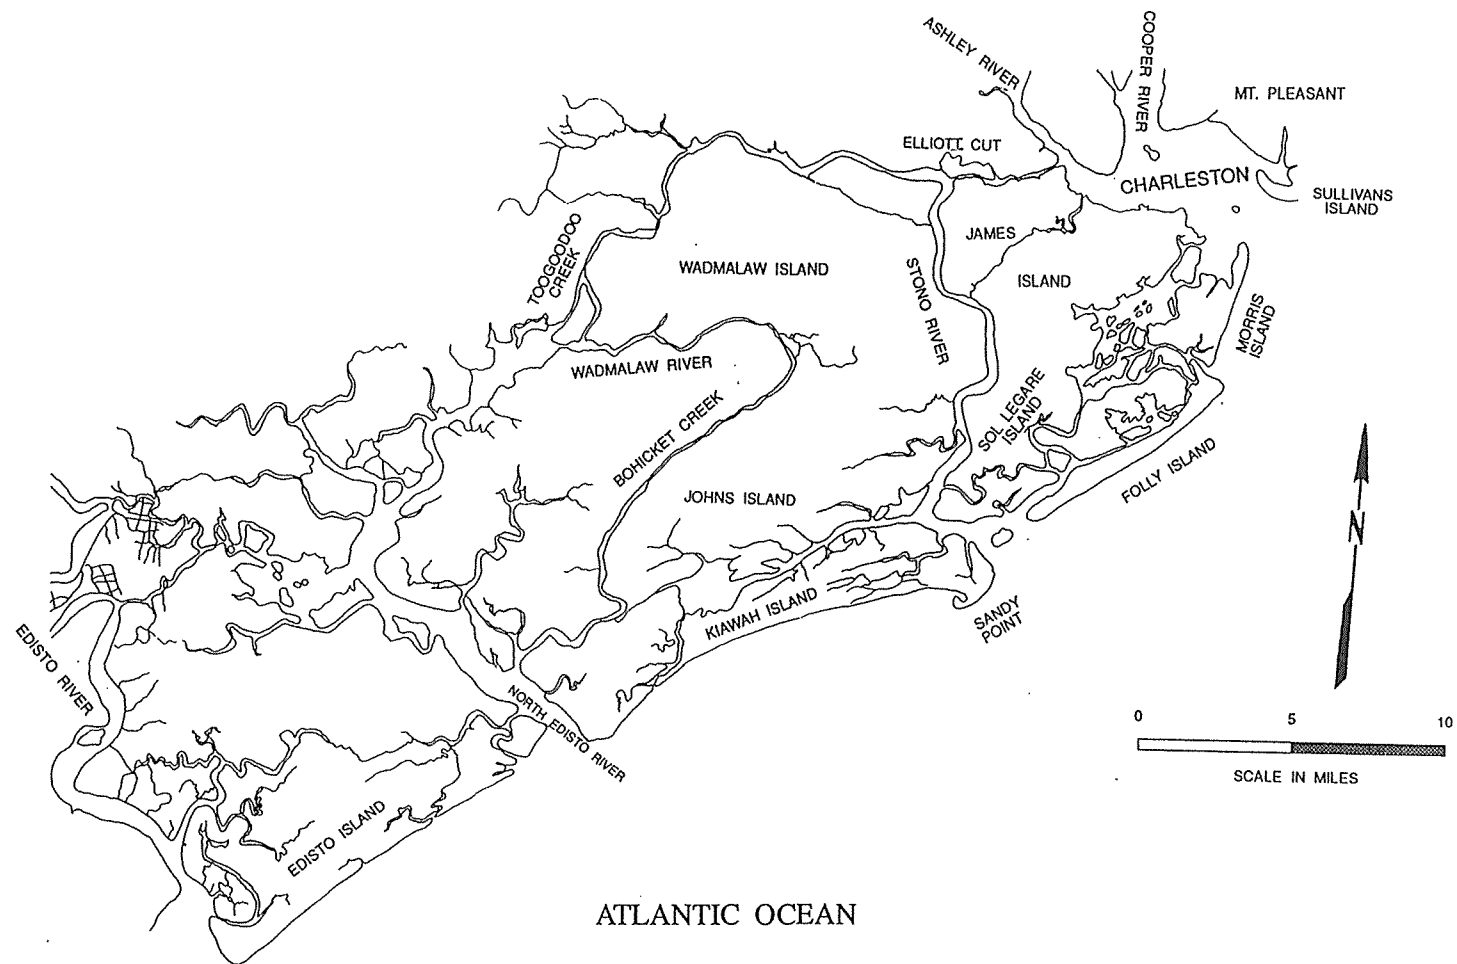 ASHLEY RIVER
COOPER RIVER
MT. PLEASANT
ELLIOTT CUT
CHARLESTON
SULLIVANS
ISLAND
JAMES
ISLAND
TOOGOODOO
CREEK
WADMALAW ISLAND
STONO RIVER
MORRIS
ISLAND
WADMALAW RIVER
BOHICKET CREEK
SOL LEGARE
ISLAND
FOLLY ISLAND
JOHNS ISLAND
N
KIAWAH ISLAND
SANDY
POINT
EDISTO RIVER
NORTH EDISTO RIVER
0 5 10
SCALE IN MILES
EDISTO ISLAND
ATLANTIC OCEAN